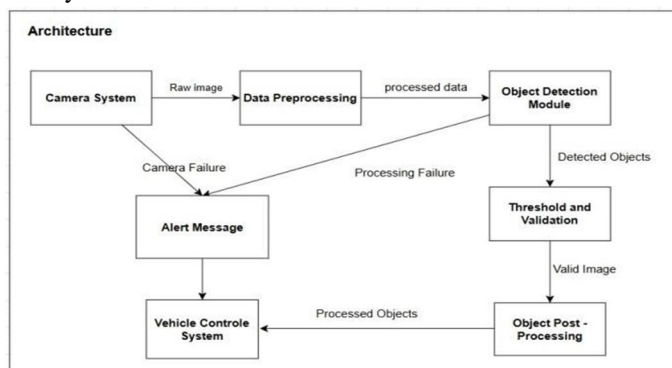 Architecture
Camera System
Raw image
Data Preprocessing
processed data
Object Detection
Module
Camera Failure
Processing Failure
Detected Objects
Alert Message
Threshold and
Validation
Valid Image
Vehicle Controle
System
Processed Objects
Object Post -
Processing